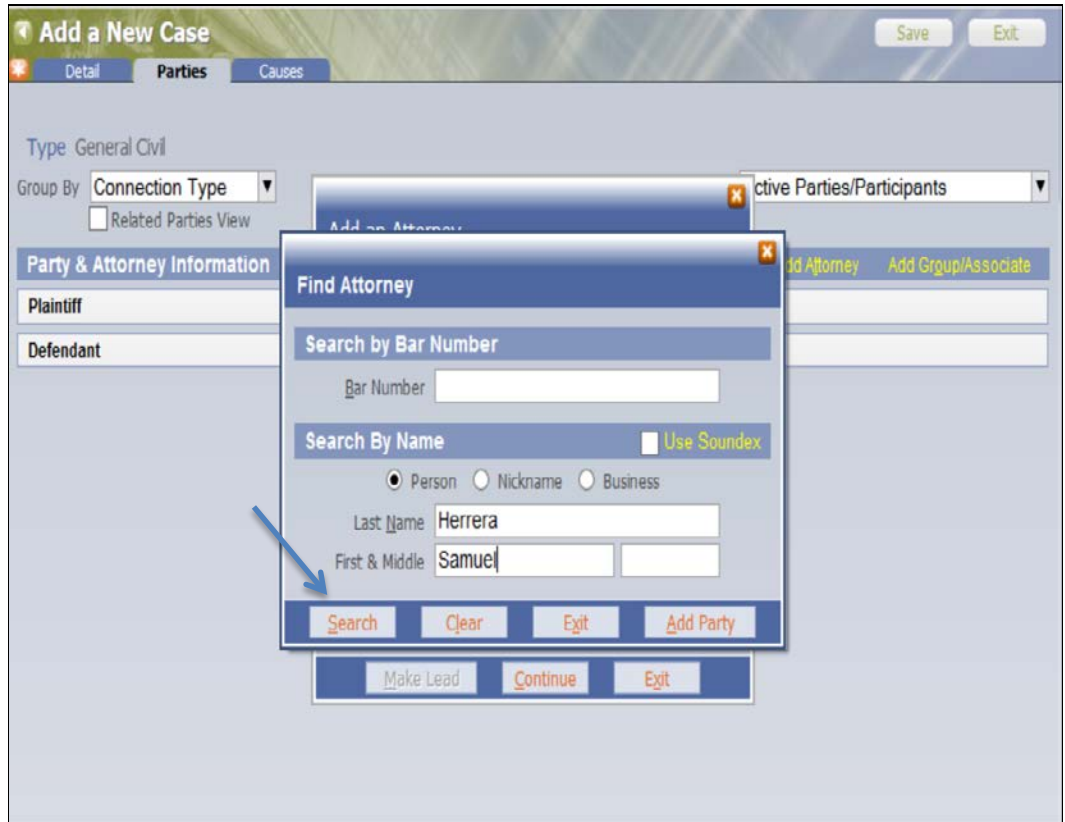 Add a New Case
Save Exit
Detail Parties Causes
Type General Civil
Group By Connection Type
Related Parties View
ctive Parties/Participants
Add an Attorney
Party & Attorney Information
dd Attorney Add Group/Associate
Plaintiff
Defendant
Find Attorney
Search by Bar Number
Bar Number
Search By Name Use Soundex
Person Nickname Business
Last Name Herrera
First & Middle Samuel
Search Clear Exit Add Party
Make Lead Continue Exit